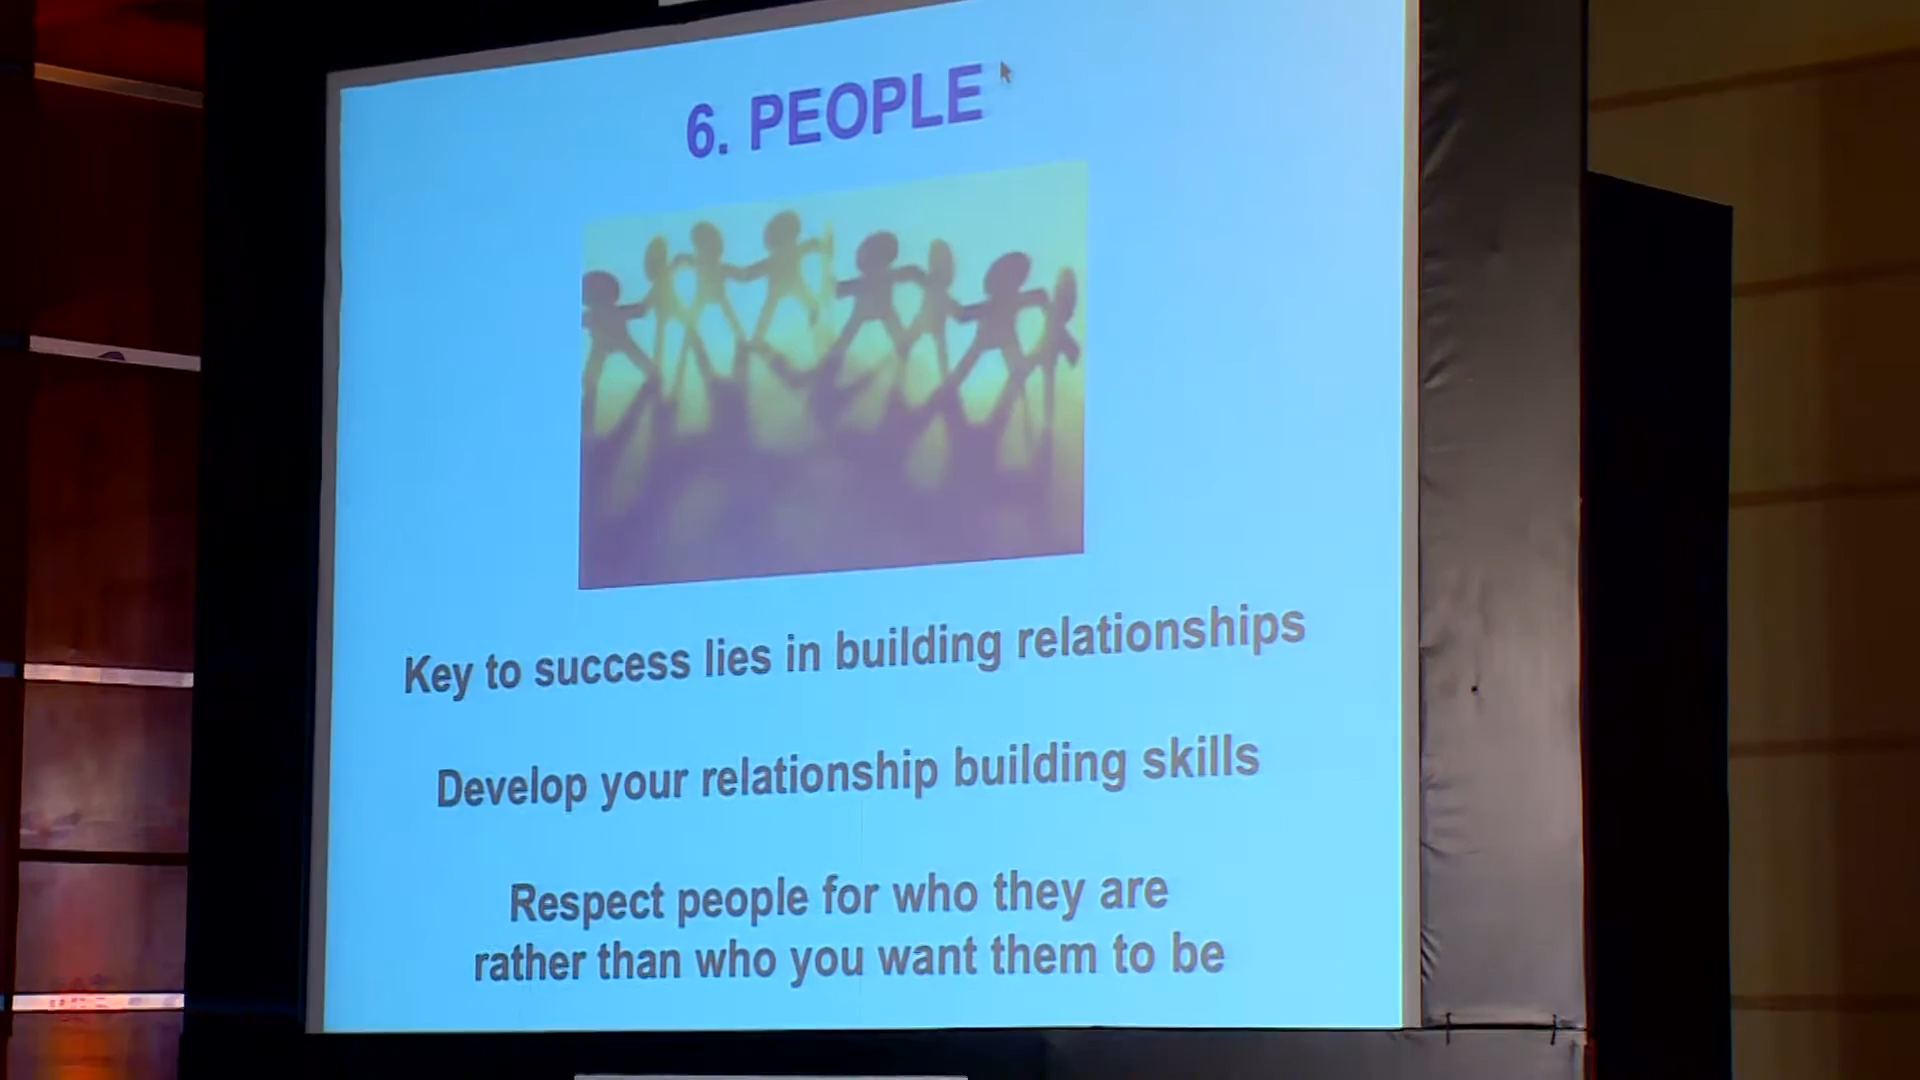 6. PEOPLE
Key to success lies in building relationships
Develop your relationship building skills
Respect people for who they are
rather than who you want them to be